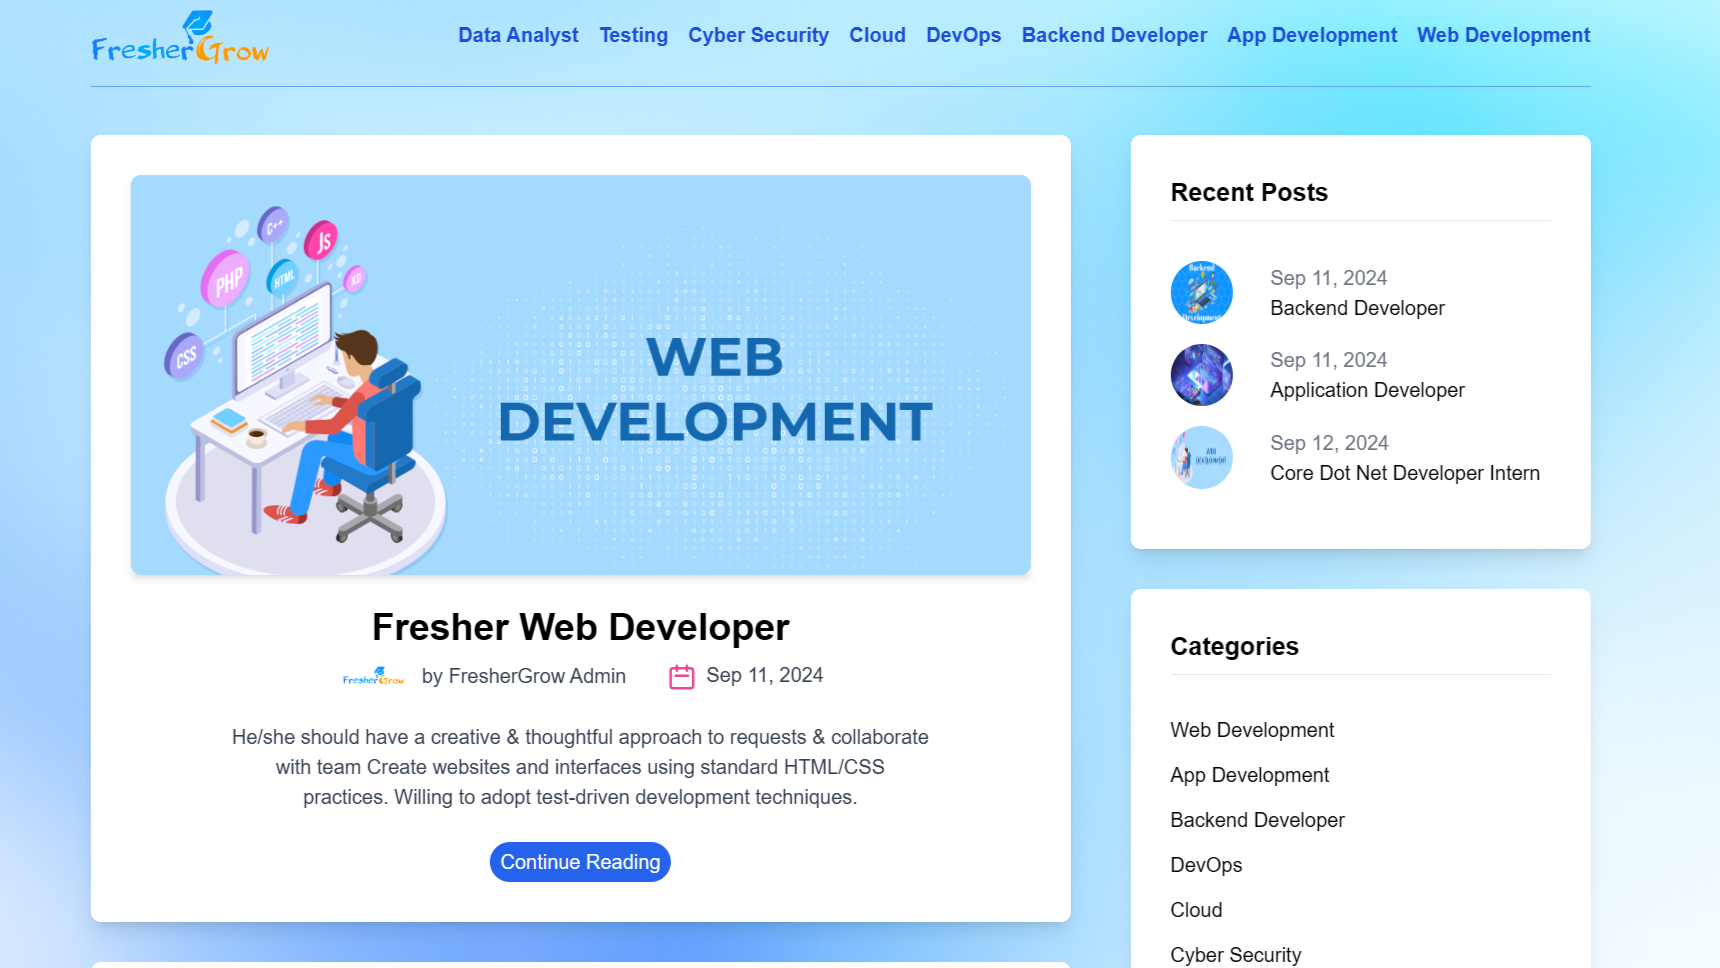 FresherGrow
Data Analyst Testing Cyber Security Cloud DevOps Backend Developer App Development Web Development
C++
JS
PHP
HTML
XD
CSS
WEB
DEVELOPMENT
Fresher Web Developer
FresherGrow by FresherGrow Admin Sep 11, 2024
He/she should have a creative & thoughtful approach to requests & collaborate
with team Create websites and interfaces using standard HTML/CSS
practices. Willing to adopt test-driven development techniques.
Continue Reading
Recent Posts
Backend
Development
Sep 11, 2024
Backend Developer
Sep 11, 2024
Application Developer
WEB
DEVELOPMENT
Sep 12, 2024
Core Dot Net Developer Intern
Categories
Web Development
App Development
Backend Developer
DevOps
Cloud
Cyber Security